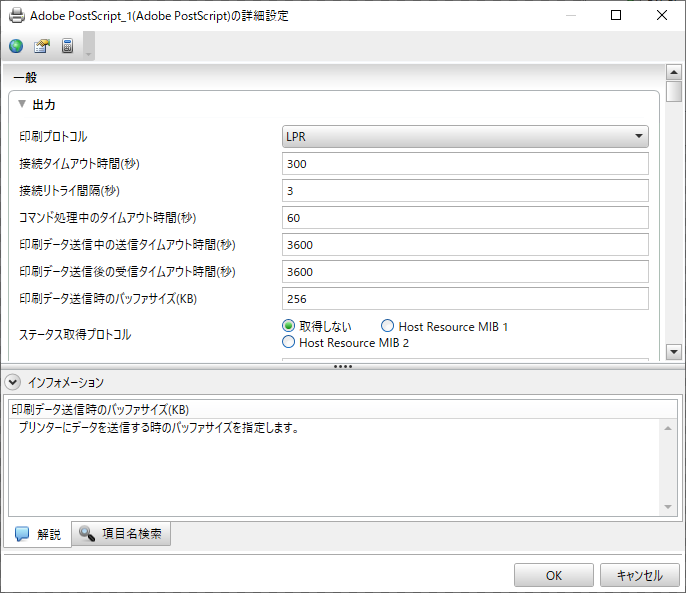 Adobe PostScript_1(Adobe PostScript)の詳細設定
一般
出力
印刷プロトコル
LPR
接続タイムアウト時間(秒)
300
接続リトライ間隔(秒)
3
コマンド処理中のタイムアウト時間(秒)
60
印刷データ送信中の送信タイムアウト時間(秒)
3600
印刷データ送信後の受信タイムアウト時間(秒)
3600
印刷データ送信時のバッファサイズ(KB)
256
ステータス取得プロトコル
取得しない
Host Resource MIB 1
Host Resource MIB 2
インフォメーション
印刷データ送信時のバッファサイズ(KB)
プリンターにデータを送信する時のバッファサイズを指定します。
解説
項目名検索
OK
キャンセル